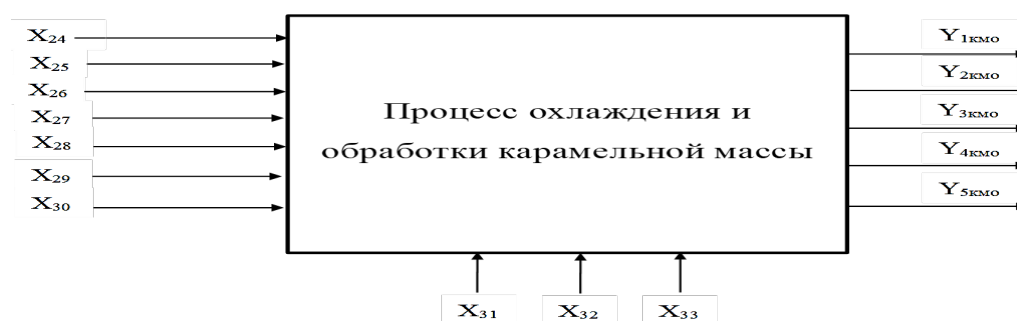 X24
X25
X26
X27
X28
X29
X30
Процесс охлаждения и
обработки карамельной массы
Y1кмо
Y2кмо
Y3кмо
Y4кмо
Y5кмо
X31 X32 X33